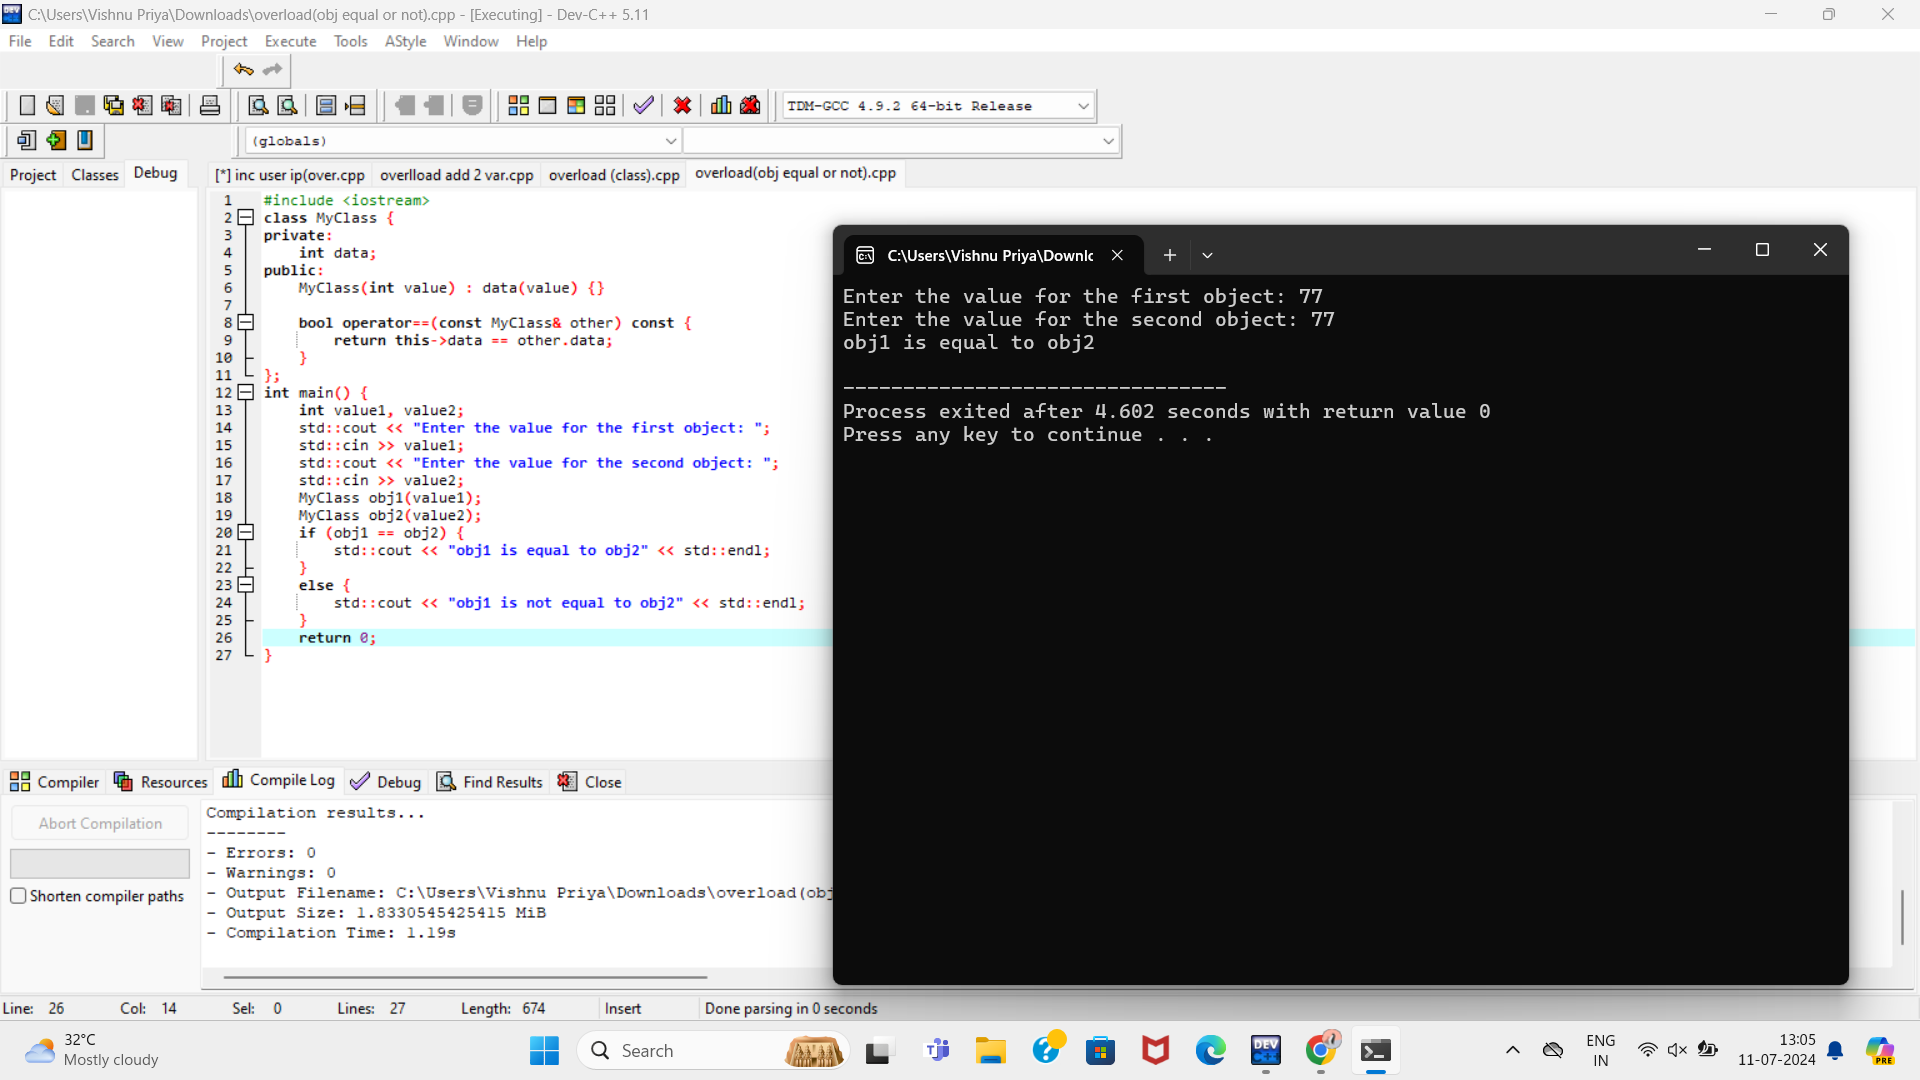 C:\Users\Vishnu Priya\Downloads\overload(obj equal or not).cpp - [Executing] - Dev-C++ 5.11
File Edit Search View Project Execute Tools AStyle Window Help
TDM-GCC 4.9.2 64-bit Release
(globals)
Project Classes Debug
[*] inc user ip(over.cpp overlload add 2 var.cpp overload (class).cpp overload(obj equal or not).cpp
1 #include <iostream>
2 class MyClass {
3 private:
4 int data;
5 public:
6 MyClass(int value) : data(value) {}
7
8 bool operator==(const MyClass& other) const {
9 return this->data == other.data;
10 }
11 };
12 int main() {
13 int value1, value2;
14 std::cout << "Enter the value for the first object: ";
15 std::cin >> value1;
16 std::cout << "Enter the value for the second object: ";
17 std::cin >> value2;
18 MyClass obj1(value1);
19 MyClass obj2(value2);
20 if (obj1 == obj2) {
21 std::cout << "obj1 is equal to obj2" << std::endl;
22 }
23 else {
24 std::cout << "obj1 is not equal to obj2" << std::endl;
25 }
26 return 0;
27 }
C:\Users\Vishnu Priya\Downlc
Enter the value for the first object: 77
Enter the value for the second object: 77
obj1 is equal to obj2
--------------------------------
Process exited after 4.602 seconds with return value 0
Press any key to continue . . .
Compiler Resources Compile Log Debug Find Results Close
Abort Compilation
Shorten compiler paths
Compilation results...
--------
- Errors: 0
- Warnings: 0
- Output Filename: C:\Users\Vishnu Priya\Downloads\overload(obj
- Output Size: 1.8330545425415 MiB
- Compilation Time: 1.19s
Line: 26 Col: 14 Sel: 0 Lines: 27 Length: 674 Insert Done parsing in 0 seconds
32°C
Mostly cloudy
Search
DEV
PRE
ENG
IN
13:05
11-07-2024